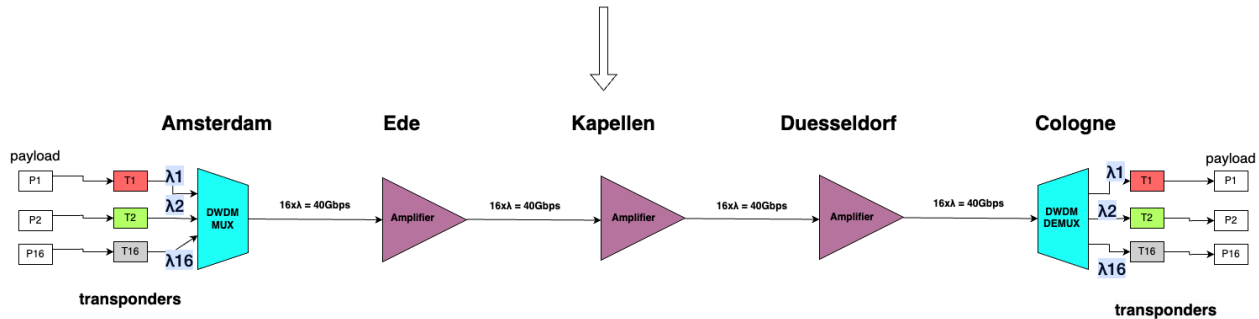 Amsterdam
Ede
Kapellen
Duesseldorf
Cologne
payload
P1
T1
λ1
P2
T2
λ2
P16
T16
λ16
transponders
DWDM
MUX
16xλ = 40Gbps
Amplifier
16xλ = 40Gbps
Amplifier
16xλ = 40Gbps
Amplifier
16xλ = 40Gbps
DWDM
DEMUX
payload
λ1
T1
P1
λ2
T2
P2
λ16
T16
P16
transponders